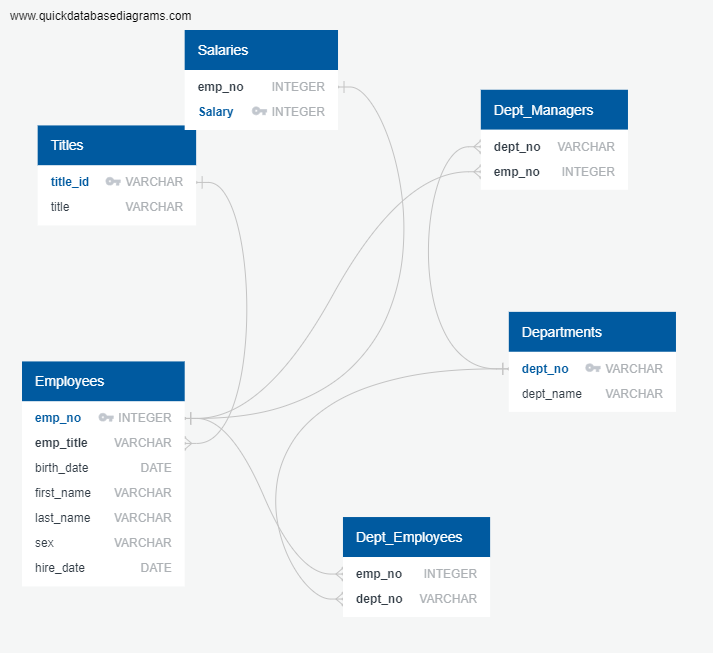 www.quickdatabasediagrams.com
Salaries
emp_no INTEGER
Salary INTEGER
Dept_Managers
dept_no VARCHAR
emp_no INTEGER
Titles
title_id VARCHAR
title VARCHAR
Departments
dept_no VARCHAR
dept_name VARCHAR
Employees
emp_no INTEGER
emp_title VARCHAR
birth_date DATE
first_name VARCHAR
last_name VARCHAR
sex VARCHAR
hire_date DATE
Dept_Employees
emp_no INTEGER
dept_no VARCHAR